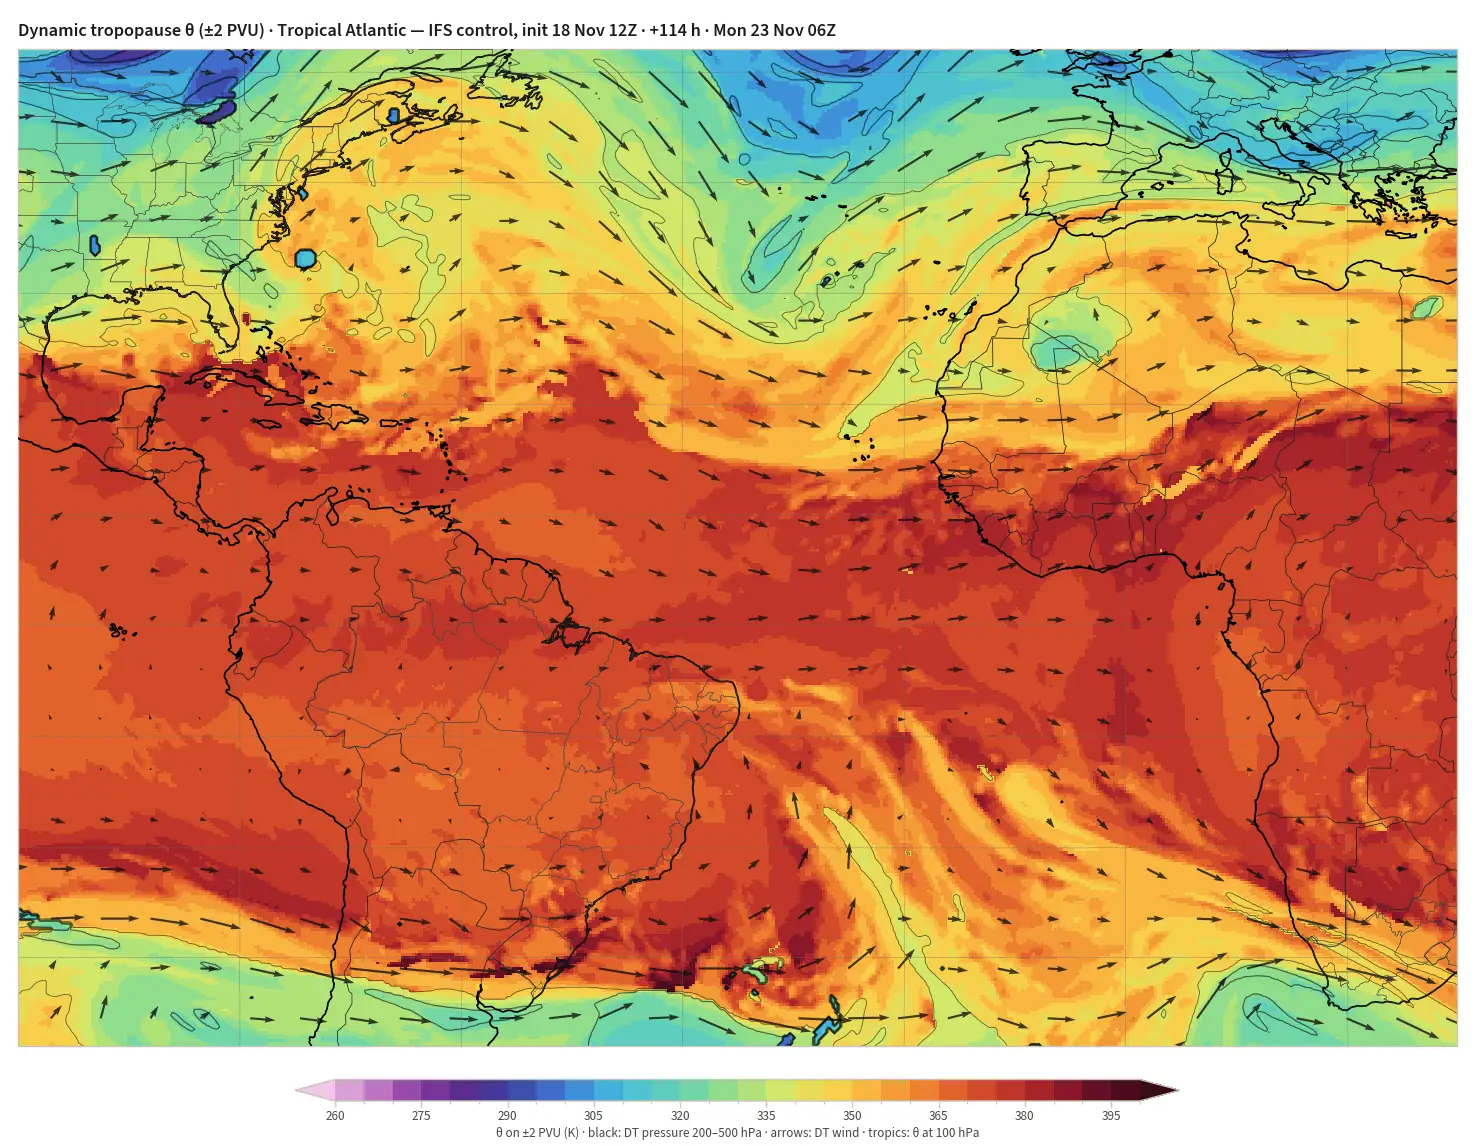 Dynamic tropopause θ (±2 PVU) · Tropical Atlantic — IFS control, init 18 Nov 12Z · +114 h · Mon 23 Nov 06Z
260 275 290 305 320 335 350 365 380 395
θ on ±2 PVU (K) · black: DT pressure 200–500 hPa · arrows: DT wind · tropics: θ at 100 hPa